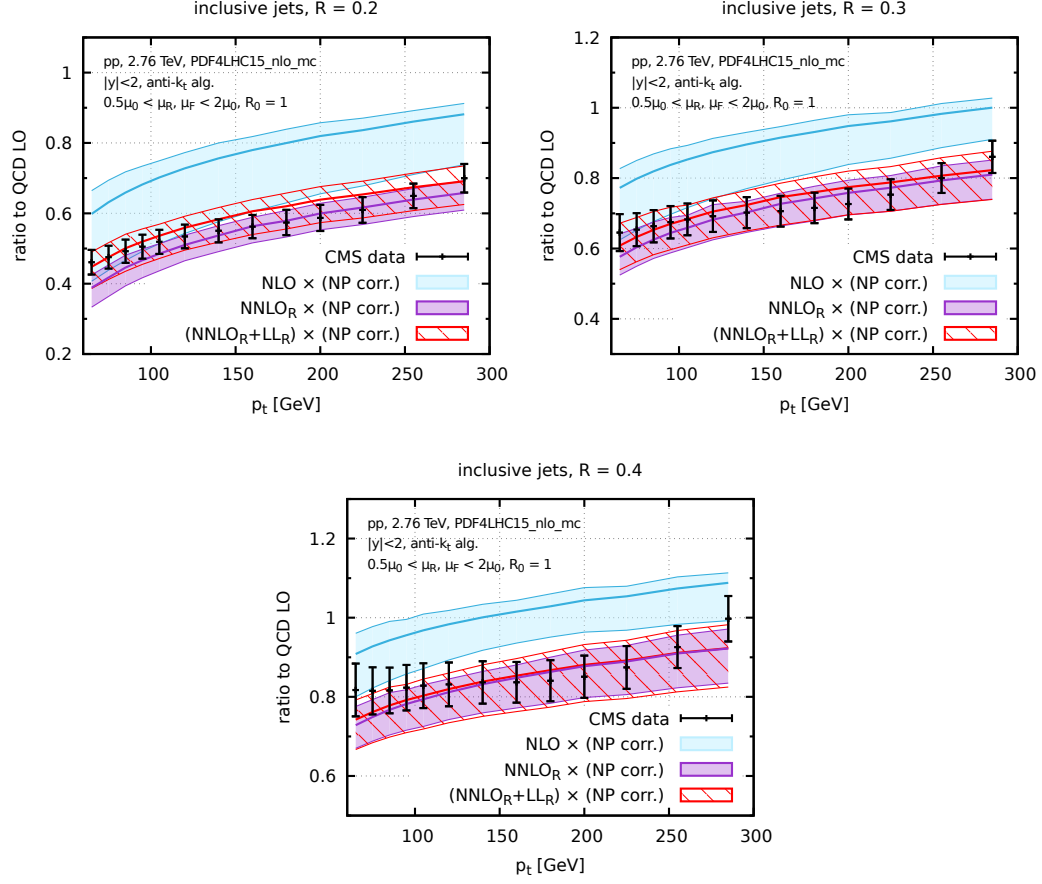 inclusive jets, R = 0.2
pp, 2.76 TeV, PDF4LHC15_nlo_mc
|y|<2, anti-kt alg.
0.5μ0 < μR, μF < 2μ0, R0 = 1
ratio to QCD LO
1
0.8
0.6
0.4
0.2
CMS data
NLO × (NP corr.)
NNLOR × (NP corr.)
(NNLOR+LLR) × (NP corr.)
100 150 200 250 300
pt [GeV]
inclusive jets, R = 0.3
pp, 2.76 TeV, PDF4LHC15_nlo_mc
|y|<2, anti-kt alg.
0.5μ0 < μR, μF < 2μ0, R0 = 1
ratio to QCD LO
1.2
1
0.8
0.6
0.4
CMS data
NLO × (NP corr.)
NNLOR × (NP corr.)
(NNLOR+LLR) × (NP corr.)
100 150 200 250 300
pt [GeV]
inclusive jets, R = 0.4
pp, 2.76 TeV, PDF4LHC15_nlo_mc
|y|<2, anti-kt alg.
0.5μ0 < μR, μF < 2μ0, R0 = 1
ratio to QCD LO
1.2
1
0.8
0.6
CMS data
NLO × (NP corr.)
NNLOR × (NP corr.)
(NNLOR+LLR) × (NP corr.)
100 150 200 250 300
pt [GeV]